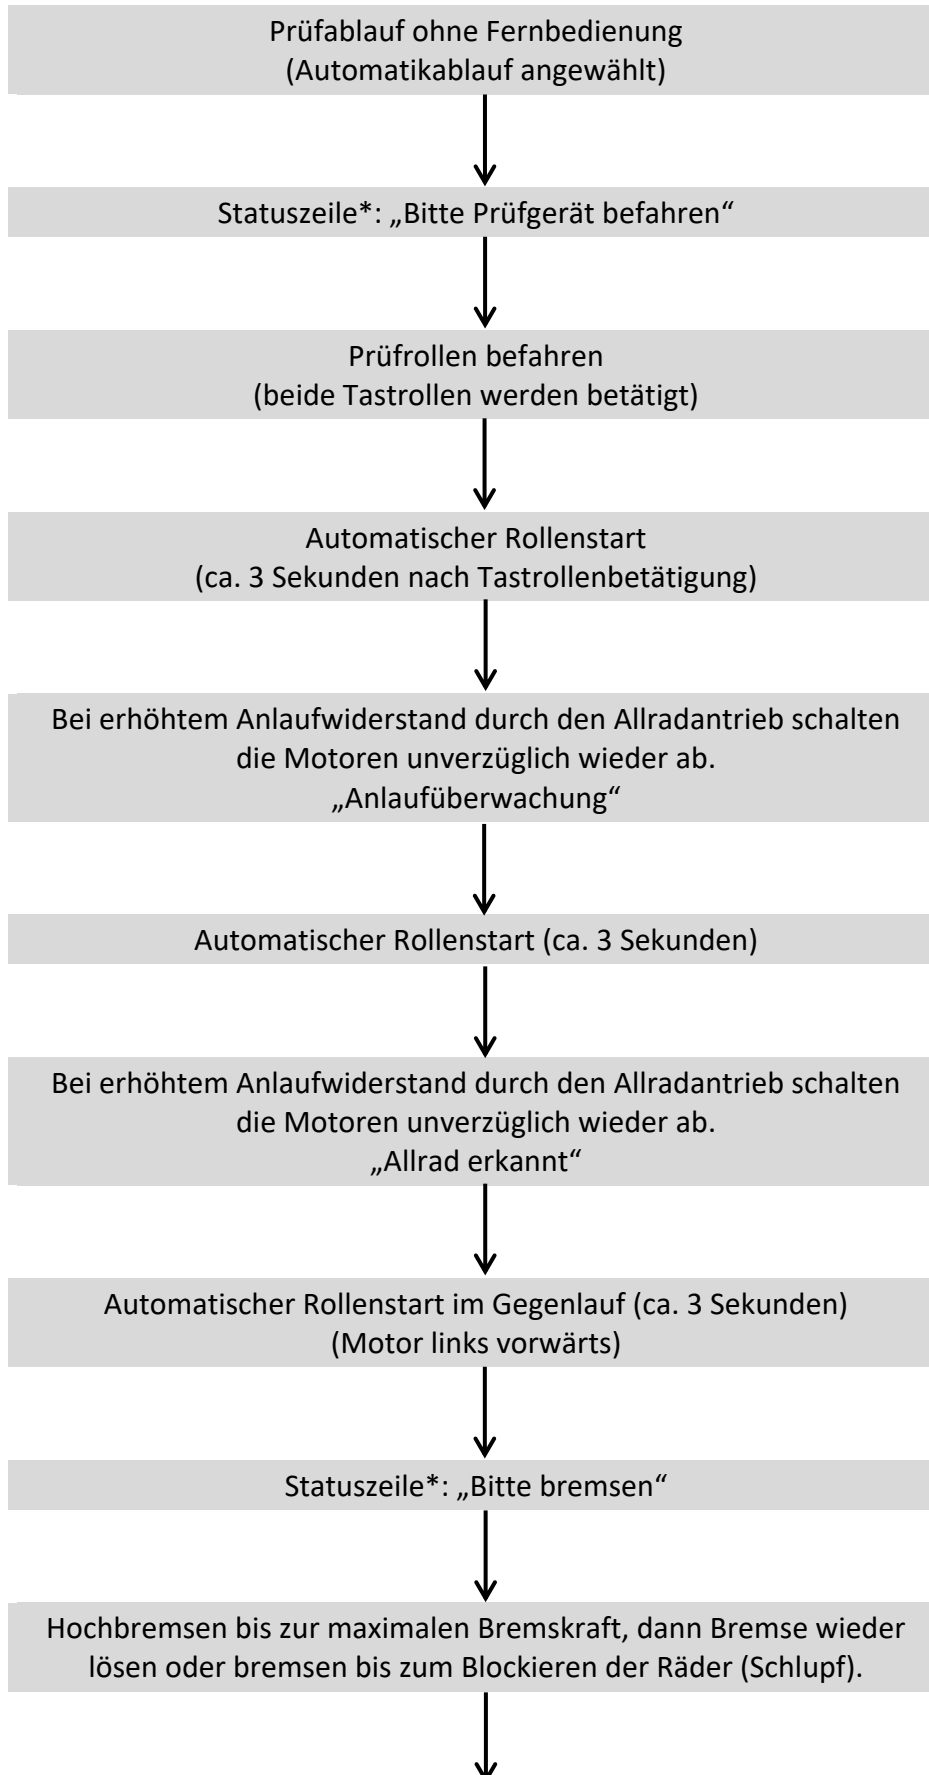 Prüfablauf ohne Fernbedienung
(Automatikablauf angewählt)
Statuszeile*: „Bitte Prüfgerät befahren“
Prüfrollen befahren
(beide Tastrollen werden betätigt)
Automatischer Rollenstart
(ca. 3 Sekunden nach Tastrollenbetätigung)
Bei erhöhtem Anlaufwiderstand durch den Allradantrieb schalten
die Motoren unverzüglich wieder ab.
„Anlaufüberwachung“
Automatischer Rollenstart (ca. 3 Sekunden)
Bei erhöhtem Anlaufwiderstand durch den Allradantrieb schalten
die Motoren unverzüglich wieder ab.
„Allrad erkannt“
Automatischer Rollenstart im Gegenlauf (ca. 3 Sekunden)
(Motor links vorwärts)
Statuszeile*: „Bitte bremsen“
Hochbremsen bis zur maximalen Bremskraft, dann Bremse wieder
lösen oder bremsen bis zum Blockieren der Räder (Schlupf).